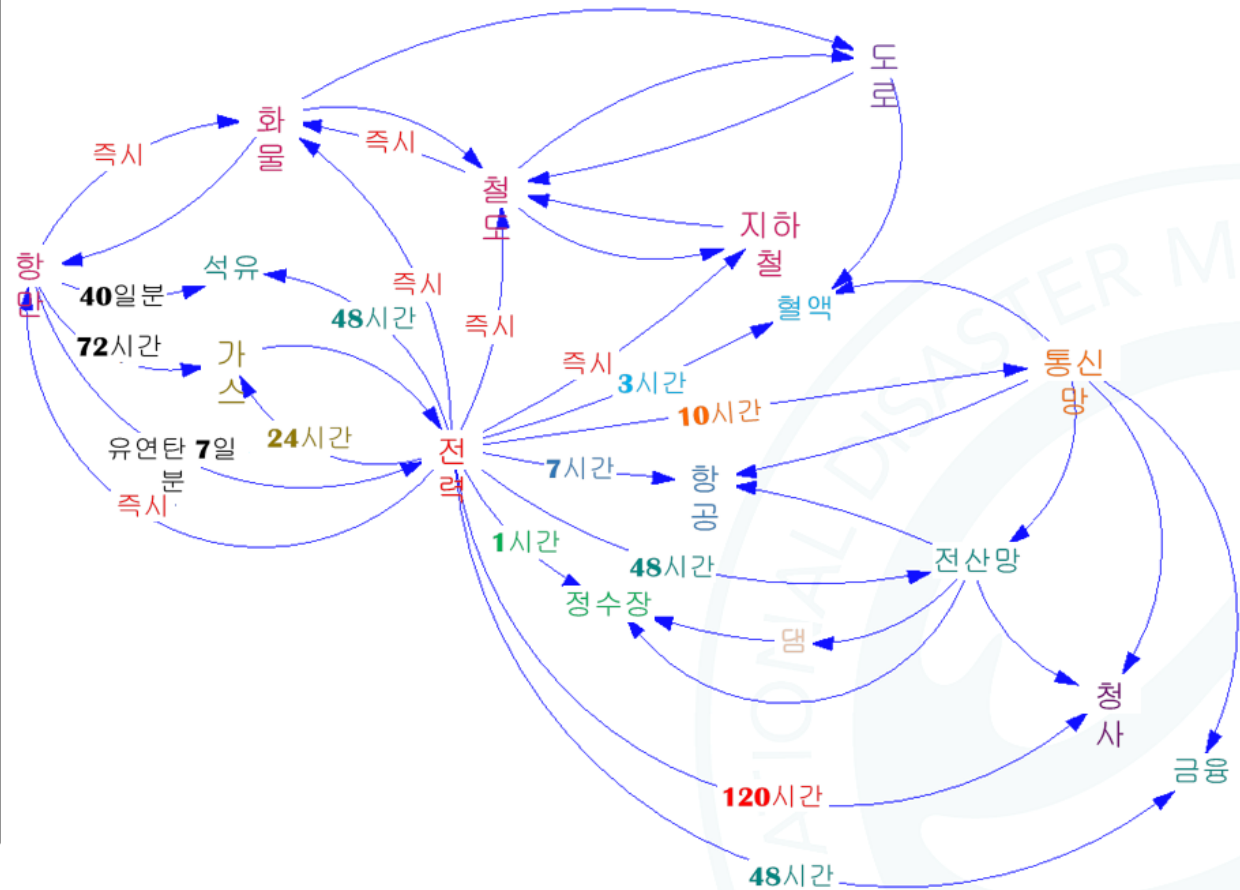 도
로
화
물
즉시
즉시
철
도
지하
철
항
만
석유
40일분
즉시
혈액
48시간
즉시
72시간
가
스
즉시
통신
망
3시간
10시간
유연탄 7일
분
24시간
전
력
7시간
항
공
즉시
1시간
48시간
전산망
정수장
댐
청
사
금융
120시간
48시간
NATIONAL DISASTER M